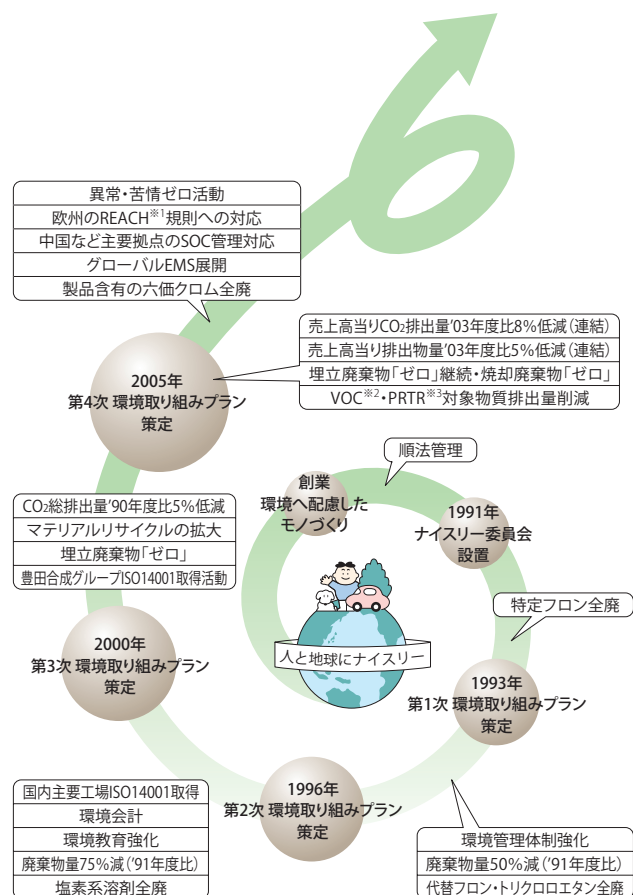 異常・苦情ゼロ活動
欧州のREACH※1規則への対応
中国など主要拠点のSOC管理対応
グローバルEMS展開
製品含有の六価クロム全廃
売上高当りCO2排出量'03年度比8%低減(連結)
売上高当り排出物量'03年度比5%低減(連結)
埋立廃棄物「ゼロ」継続・焼却廃棄物「ゼロ」
VOC※2・PRTR※3対象物質排出量削減
2005年
第4次 環境取り組みプラン
策定
順法管理
創業
環境へ配慮した
モノづくり
1991年
ナイスリー委員会
設置
CO2総排出量'90年度比5%低減
マテリアルリサイクルの拡大
埋立廃棄物「ゼロ」
豊田合成グループISO14001取得活動
特定フロン全廃
人と地球にナイスリー
2000年
第3次 環境取り組みプラン
策定
1993年
第1次 環境取り組みプラン
策定
1996年
第2次 環境取り組みプラン
策定
国内主要工場ISO14001取得
環境会計
環境教育強化
廃棄物量75%減('91年度比)
塩素系溶剤全廃
環境管理体制強化
廃棄物量50%減('91年度比)
代替フロン・トリクロロエタン全廃